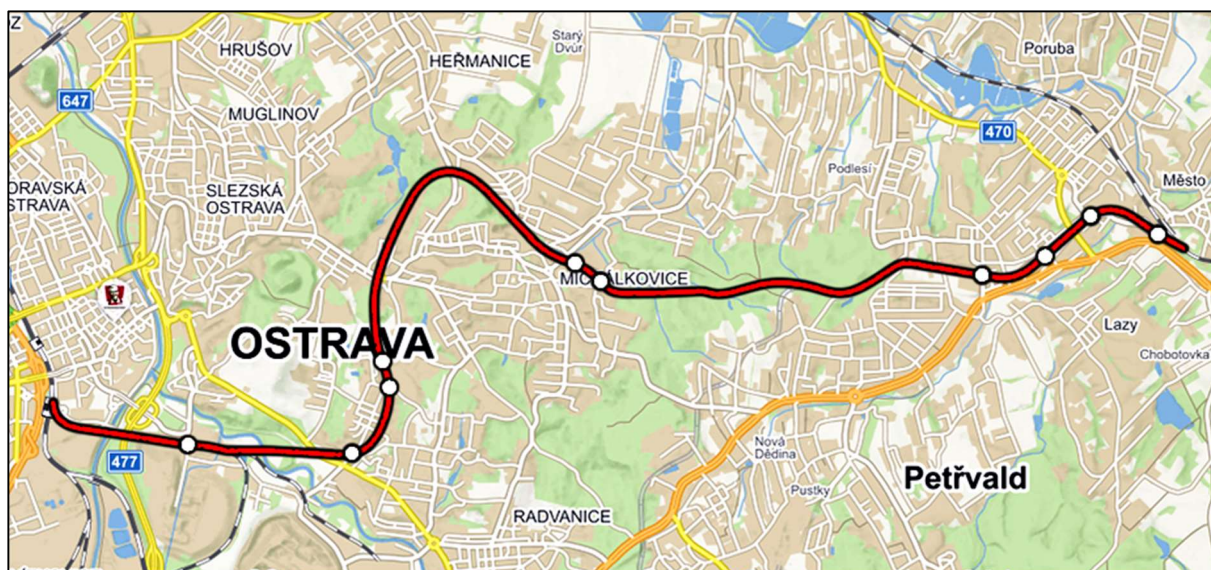 Z
HRUŠOV
HEŘMANICE
Starý
Dvůr
Poruba
647
MUGLINOV
470
Podlesí
Město
ORAVSKÁ
STRAVA
SLEZSKÁ
OSTRAVA
MICHÁLKOVICE
OSTRAVA
Lazy
Chobotovka
477
Nová
Dědina
Petřvald
Pustky
RADVANICE